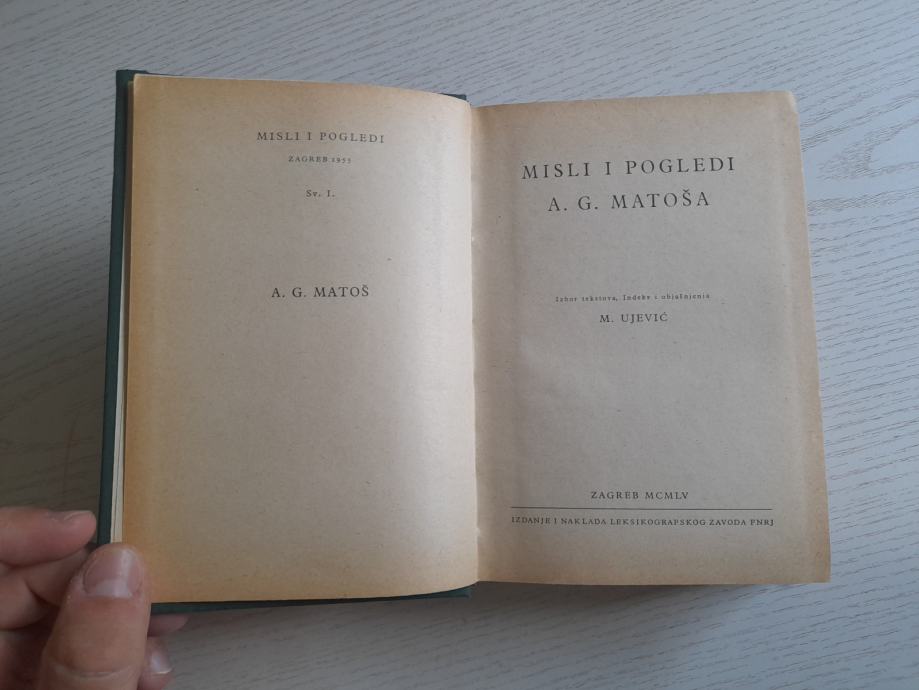 MISLI I POGLEDI
ZAGREB 1955
Sv. I.
A. G. MATOŠ
MISLI I POGLEDI
A. G. MATOŠA
Izbor tekstova, Indeks i objašnjenja
M. UJEVIĆ
ZAGREB MCMLV
IZDANJE I NAKLADA LEKSIKOGRAFSKOG ZAVODA FNRJ